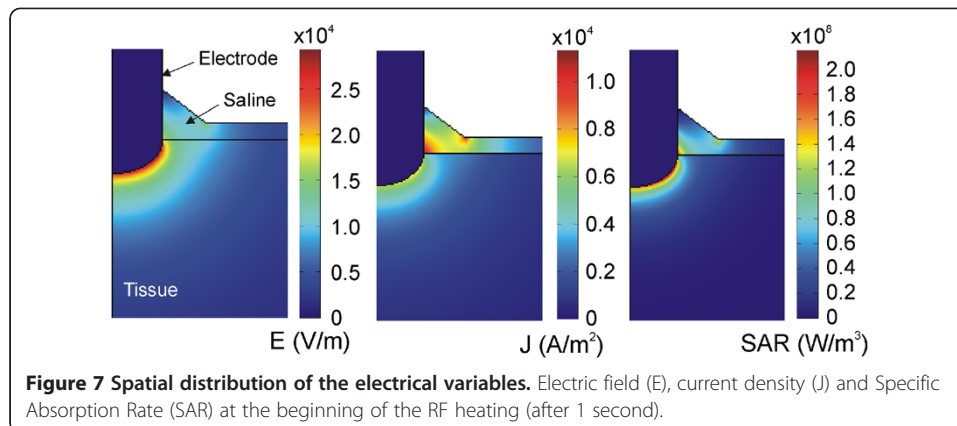 x10⁴
x10⁴
x10⁸
Electrode
Saline
Tissue
2.5
2.0
1.5
1.0
0.5
0
E (V/m)
1.0
0.8
0.6
0.4
0.2
0
J (A/m²)
2.0
1.8
1.6
1.4
1.2
1.0
0.8
0.6
0.4
0.2
0
SAR (W/m³)
Figure 7 Spatial distribution of the electrical variables. Electric field (E), current density (J) and Specific
Absorption Rate (SAR) at the beginning of the RF heating (after 1 second).